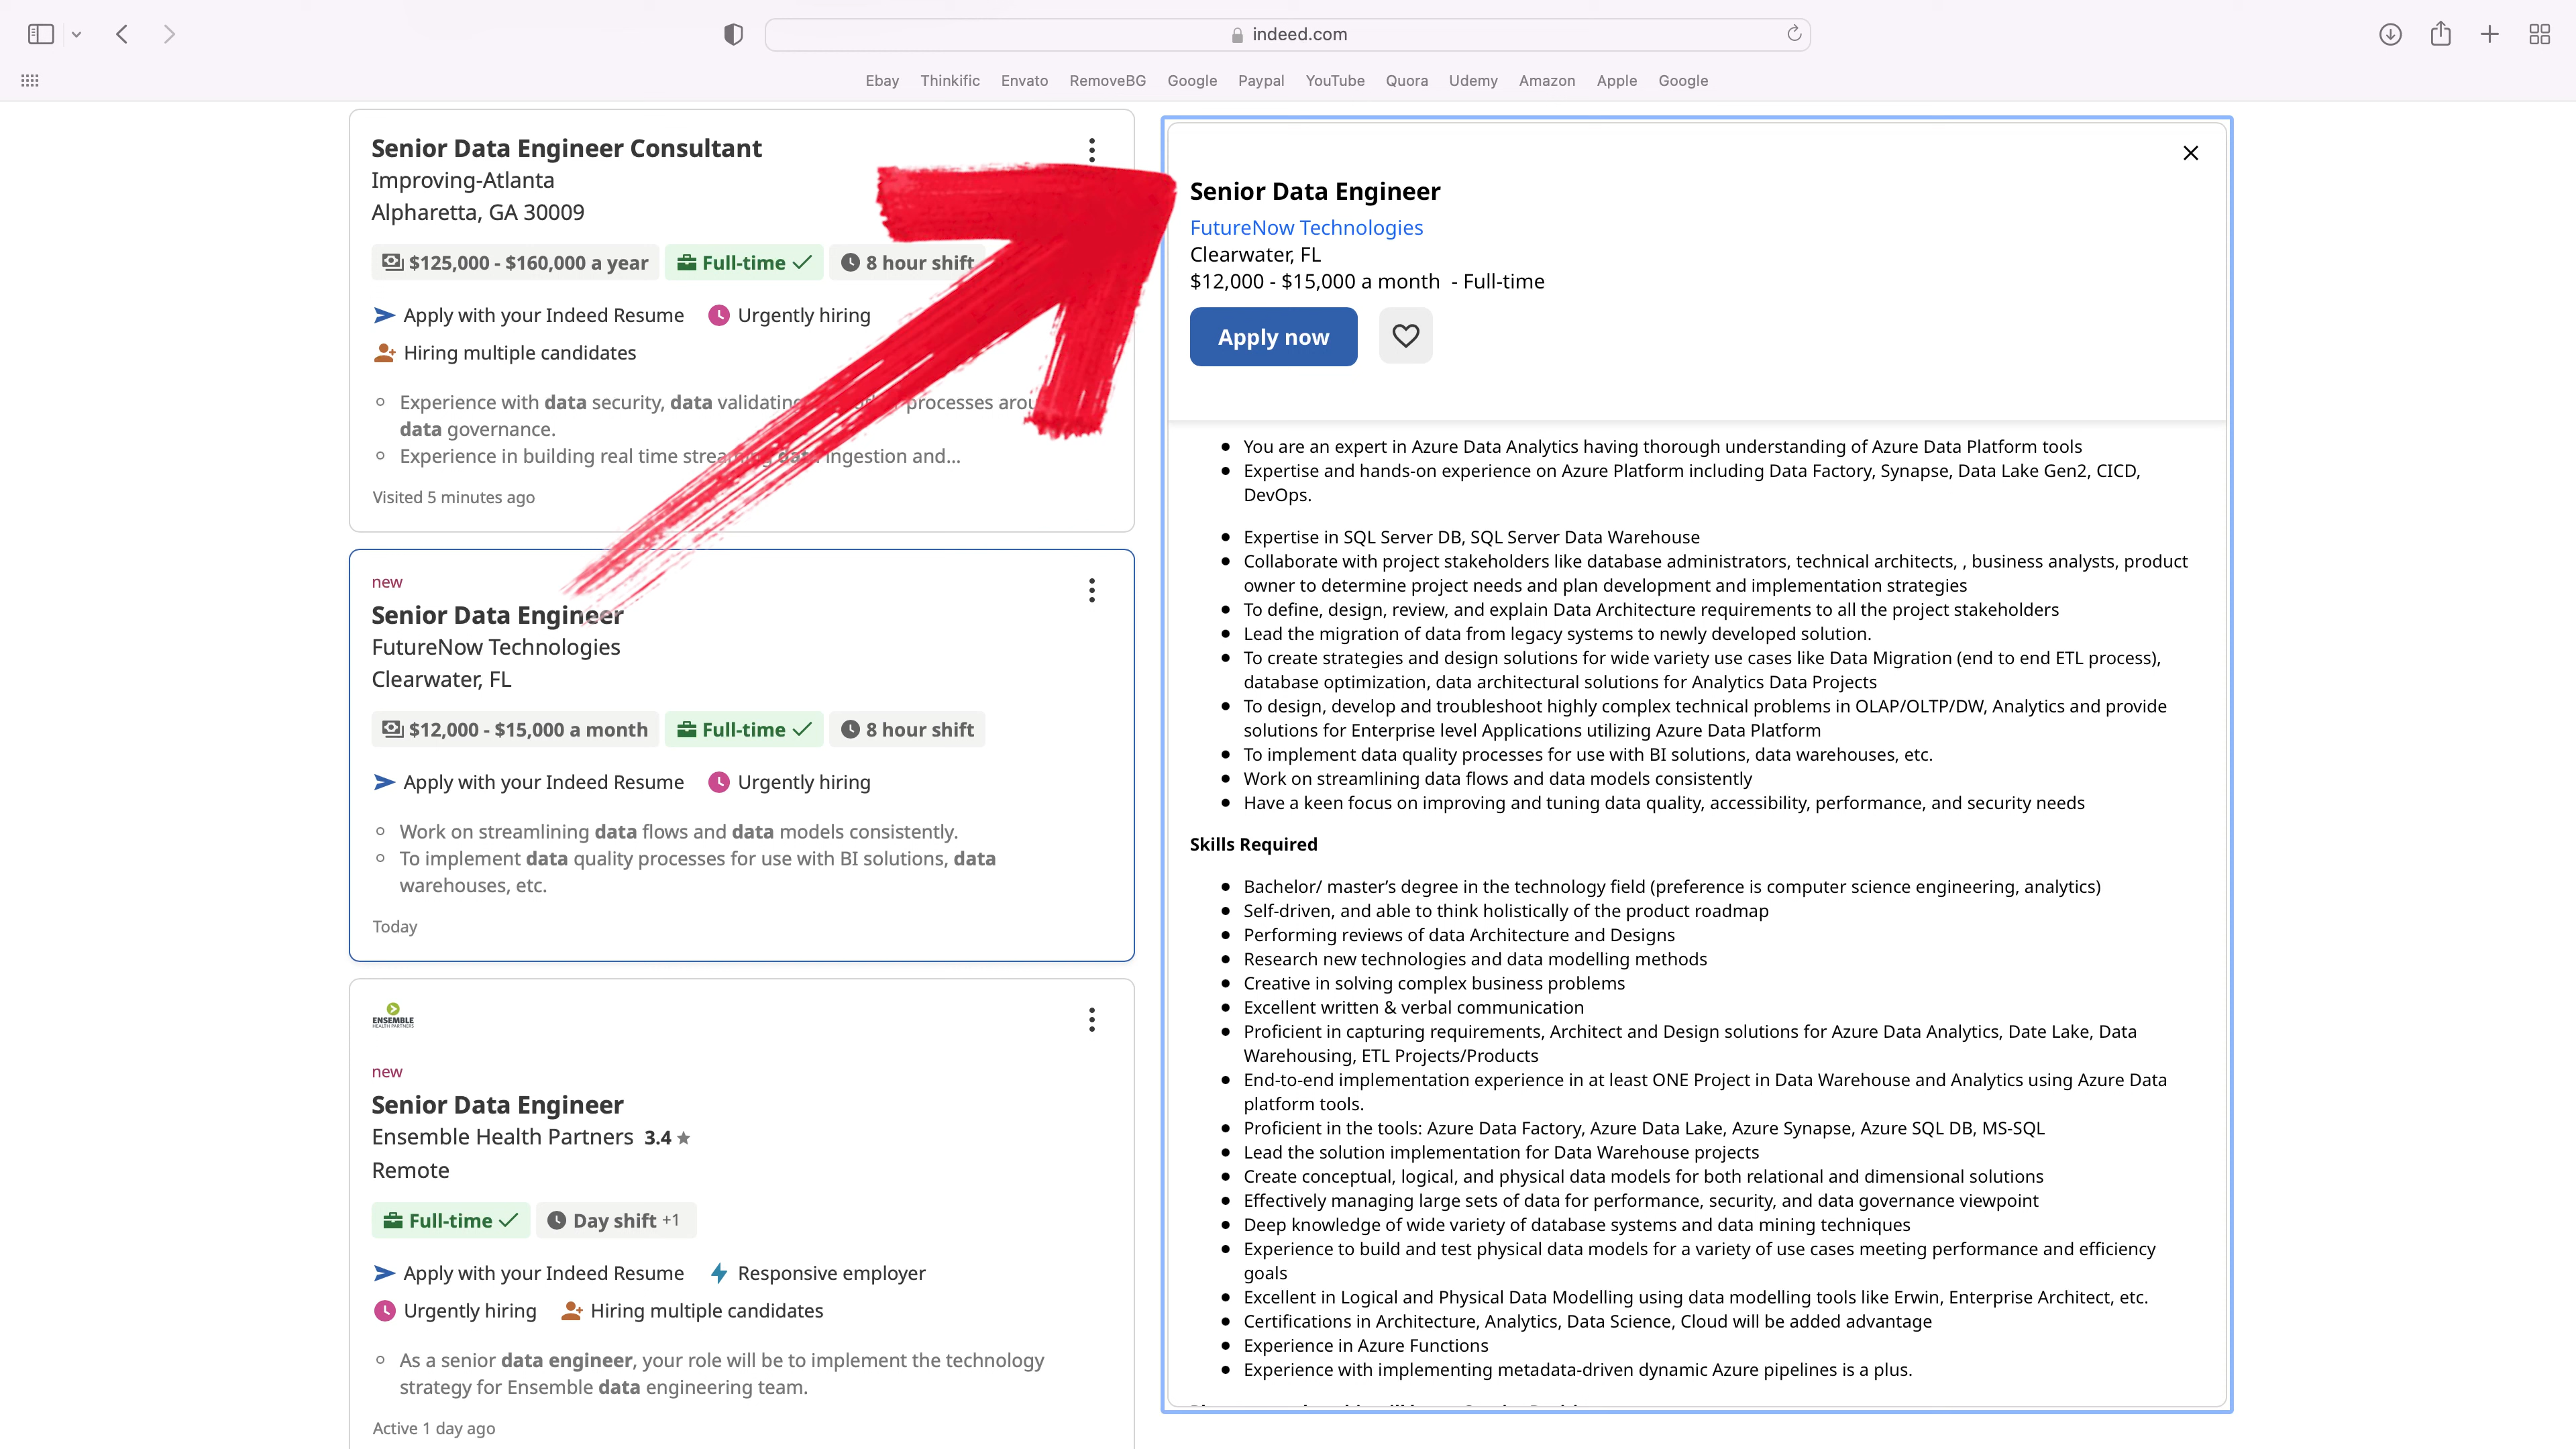 indeed.com
Ebay Thinkific Envato RemoveBG Google Paypal YouTube Quora Udemy Amazon Apple Google
Senior Data Engineer Consultant
Improving-Atlanta
Alpharetta, GA 30009
$125,000 - $160,000 a year Full-time 8 hour shift
Apply with your Indeed Resume Urgently hiring
Hiring multiple candidates
Experience with data security, data validating processes arou
data governance.
Experience in building real time streaming data ingestion and...
Visited 5 minutes ago
new
Senior Data Engineer
FutureNow Technologies
Clearwater, FL
$12,000 - $15,000 a month Full-time 8 hour shift
Apply with your Indeed Resume Urgently hiring
Work on streamlining data flows and data models consistently.
To implement data quality processes for use with BI solutions, data
warehouses, etc.
Today
ENSEMBLE
HEALTH PARTNERS
new
Senior Data Engineer
Ensemble Health Partners 3.4
Remote
Full-time Day shift +1
Apply with your Indeed Resume Responsive employer
Urgently hiring Hiring multiple candidates
As a senior data engineer, your role will be to implement the technology
strategy for Ensemble data engineering team.
Active 1 day ago
Senior Data Engineer
FutureNow Technologies
Clearwater, FL
$12,000 - $15,000 a month - Full-time
Apply now
You are an expert in Azure Data Analytics having thorough understanding of Azure Data Platform tools
Expertise and hands-on experience on Azure Platform including Data Factory, Synapse, Data Lake Gen2, CICD,
DevOps.
Expertise in SQL Server DB, SQL Server Data Warehouse
Collaborate with project stakeholders like database administrators, technical architects, , business analysts, product
owner to determine project needs and plan development and implementation strategies
To define, design, review, and explain Data Architecture requirements to all the project stakeholders
Lead the migration of data from legacy systems to newly developed solution.
To create strategies and design solutions for wide variety use cases like Data Migration (end to end ETL process),
database optimization, data architectural solutions for Analytics Data Projects
To design, develop and troubleshoot highly complex technical problems in OLAP/OLTP/DW, Analytics and provide
solutions for Enterprise level Applications utilizing Azure Data Platform
To implement data quality processes for use with BI solutions, data warehouses, etc.
Work on streamlining data flows and data models consistently
Have a keen focus on improving and tuning data quality, accessibility, performance, and security needs
Skills Required
Bachelor/ master's degree in the technology field (preference is computer science engineering, analytics)
Self-driven, and able to think holistically of the product roadmap
Performing reviews of data Architecture and Designs
Research new technologies and data modelling methods
Creative in solving complex business problems
Excellent written & verbal communication
Proficient in capturing requirements, Architect and Design solutions for Azure Data Analytics, Date Lake, Data
Warehousing, ETL Projects/Products
End-to-end implementation experience in at least ONE Project in Data Warehouse and Analytics using Azure Data
platform tools.
Proficient in the tools: Azure Data Factory, Azure Data Lake, Azure Synapse, Azure SQL DB, MS-SQL
Lead the solution implementation for Data Warehouse projects
Create conceptual, logical, and physical data models for both relational and dimensional solutions
Effectively managing large sets of data for performance, security, and data governance viewpoint
Deep knowledge of wide variety of database systems and data mining techniques
Experience to build and test physical data models for a variety of use cases meeting performance and efficiency
goals
Excellent in Logical and Physical Data Modelling using data modelling tools like Erwin, Enterprise Architect, etc.
Certifications in Architecture, Analytics, Data Science, Cloud will be added advantage
Experience in Azure Functions
Experience with implementing metadata-driven dynamic Azure pipelines is a plus.